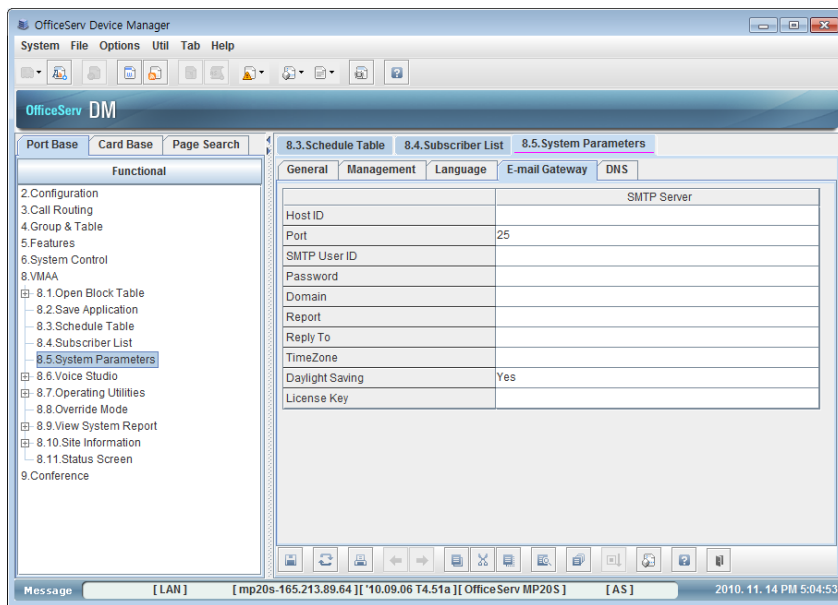 OfficeServ Device Manager
System File Options Util Tab Help
OfficeServ DM
Port Base Card Base Page Search
Functional
2.Configuration
3.Call Routing
4.Group & Table
5.Features
6.System Control
8.VMAA
8.1.Open Block Table
8.2.Save Application
8.3.Schedule Table
8.4.Subscriber List
8.5.System Parameters
8.6.Voice Studio
8.7.Operating Utilities
8.8.Override Mode
8.9.View System Report
8.10.Site Information
8.11.Status Screen
9.Conference
8.3.Schedule Table 8.4.Subscriber List 8.5.System Parameters
General Management Language E-mail Gateway DNS
SMTP Server
Host ID
Port 25
SMTP User ID
Password
Domain
Report
Reply To
TimeZone
Daylight Saving Yes
License Key
Message [ LAN ] [ mp20s-165.213.89.64 ][ '10.09.06 T4.51a ][ OfficeServ MP20S ] [ AS ] 2010. 11. 14 PM 5:04:53